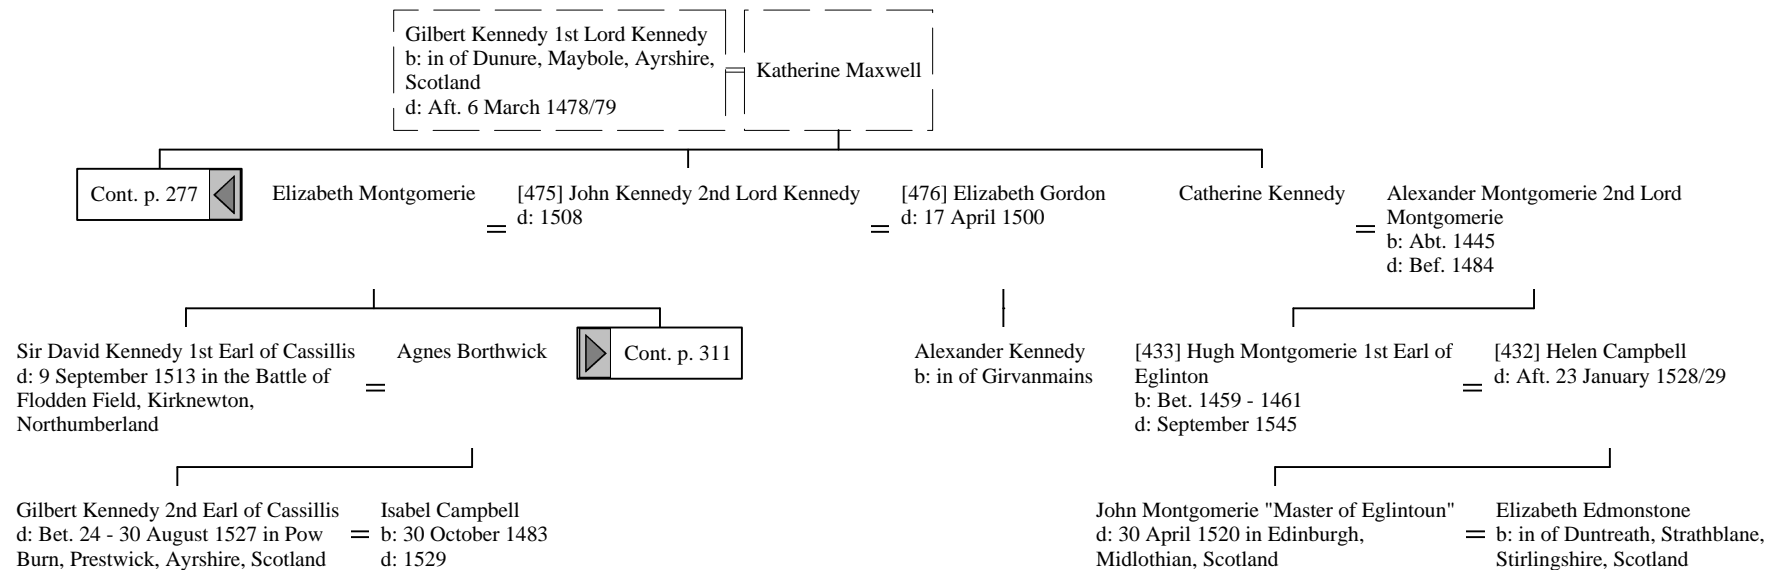 Gilbert Kennedy 1st Lord Kennedy
b: in of Dunure, Maybole, Ayrshire,
Scotland
d: Aft. 6 March 1478/79
=
Katherine Maxwell
Cont. p. 277
Elizabeth Montgomerie
=
[475] John Kennedy 2nd Lord Kennedy
d: 1508
=
[476] Elizabeth Gordon
d: 17 April 1500
Catherine Kennedy
=
Alexander Montgomerie 2nd Lord
Montgomerie
b: Abt. 1445
d: Bef. 1484
Sir David Kennedy 1st Earl of Cassillis
d: 9 September 1513 in the Battle of
Flodden Field, Kirknewton,
Northumberland
=
Agnes Borthwick
Cont. p. 311
Alexander Kennedy
b: in of Girvanmains
[433] Hugh Montgomerie 1st Earl of
Eglinton
b: Bet. 1459 - 1461
d: September 1545
=
[432] Helen Campbell
d: Aft. 23 January 1528/29
Gilbert Kennedy 2nd Earl of Cassillis
d: Bet. 24 - 30 August 1527 in Pow
Burn, Prestwick, Ayrshire, Scotland
=
Isabel Campbell
b: 30 October 1483
d: 1529
John Montgomerie "Master of Eglintoun"
d: 30 April 1520 in Edinburgh,
Midlothian, Scotland
=
Elizabeth Edmonstone
b: in of Duntreath, Strathblane,
Stirlingshire, Scotland